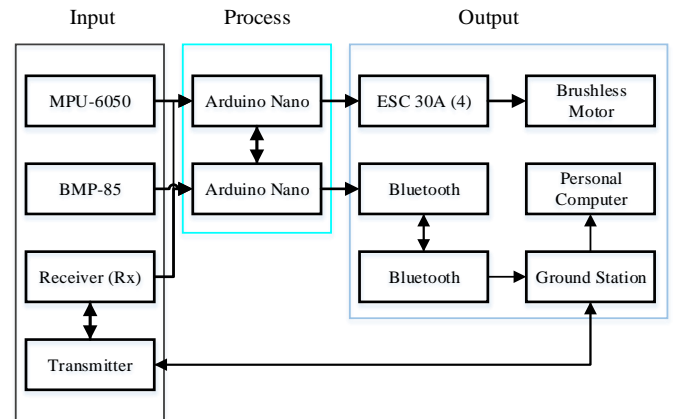 Input
Process
Output
MPU-6050
Arduino Nano
ESC 30A (4)
Brushless
Motor
BMP-85
Arduino Nano
Bluetooth
Personal
Computer
Receiver (Rx)
Bluetooth
Ground Station
Transmitter